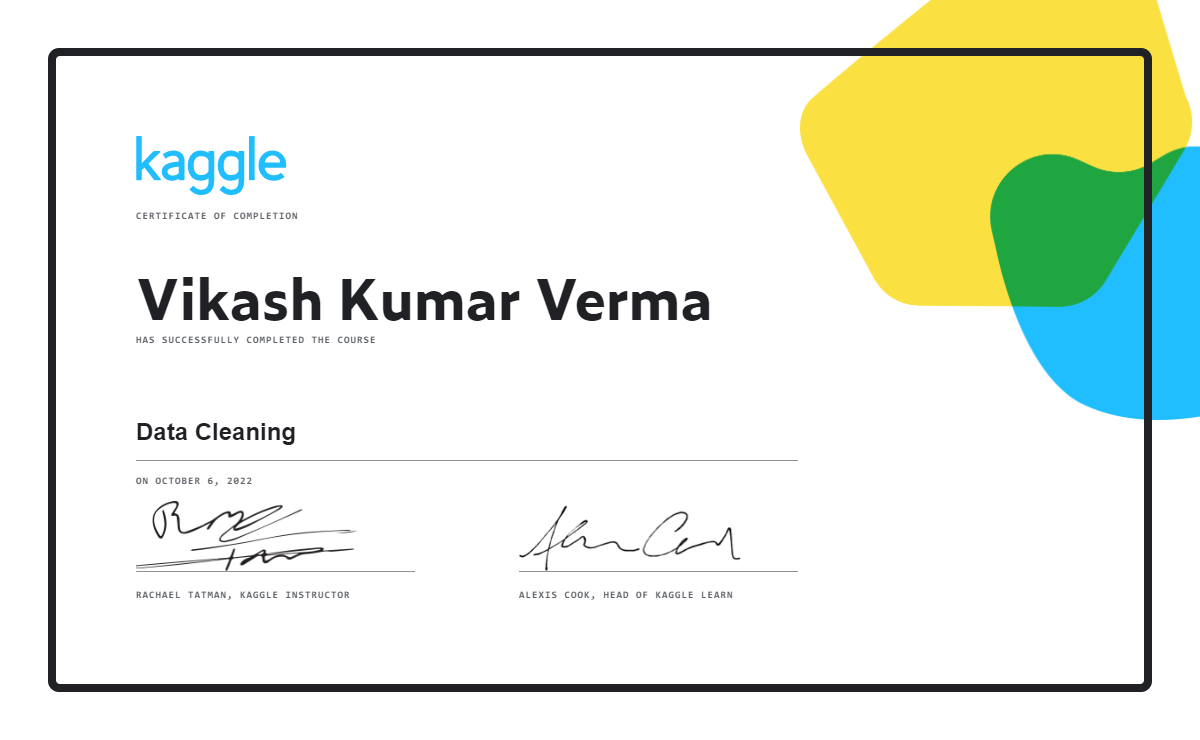 kaggle
CERTIFICATE OF COMPLETION
Vikash Kumar Verma
HAS SUCCESSFULLY COMPLETED THE COURSE
Data Cleaning
ON OCTOBER 6, 2022
RACHAEL TATMAN, KAGGLE INSTRUCTOR
ALEXIS COOK, HEAD OF KAGGLE LEARN